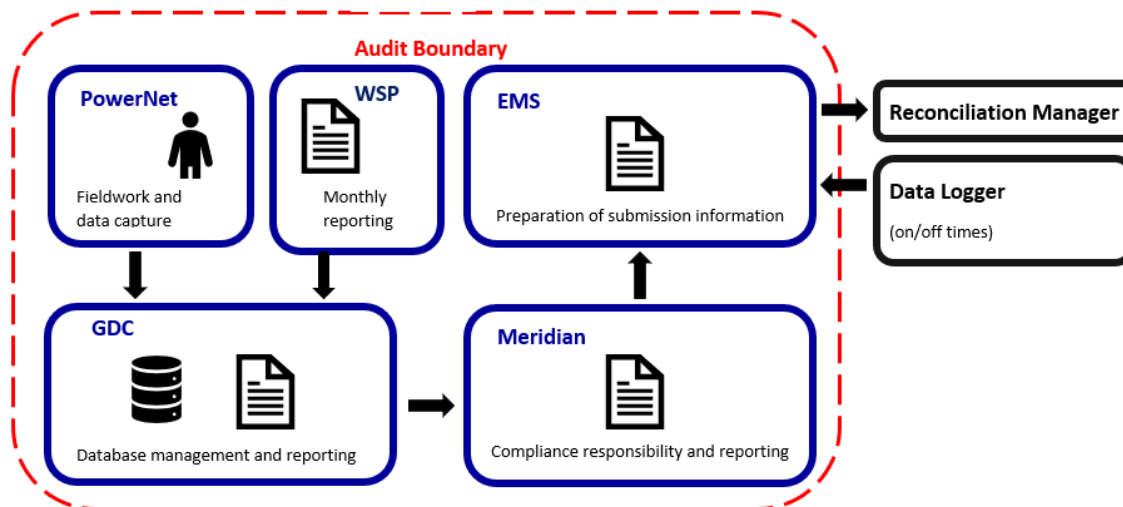 Audit Boundary
PowerNet
Fieldwork and
data capture
WSP
Monthly
reporting
EMS
Preparation of submission information
Reconciliation Manager
Data Logger
(on/off times)
GDC
Database management and reporting
Meridian
Compliance responsibility and reporting